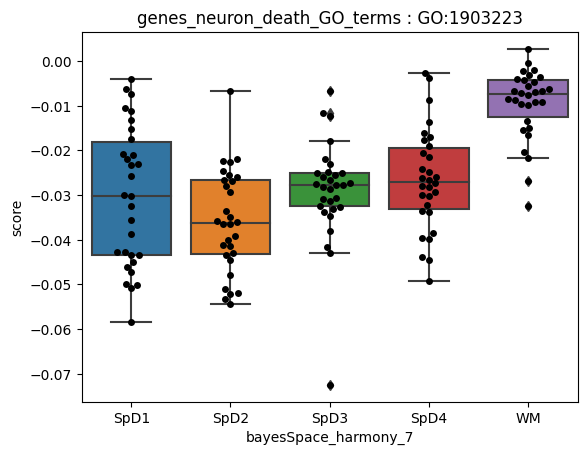 genes_neuron_death_GO_terms : GO:1903223
0.00
−0.01
−0.02
−0.03
−0.04
−0.05
−0.06
−0.07
score
SpD1 SpD2 SpD3 SpD4 WM
bayesSpace_harmony_7